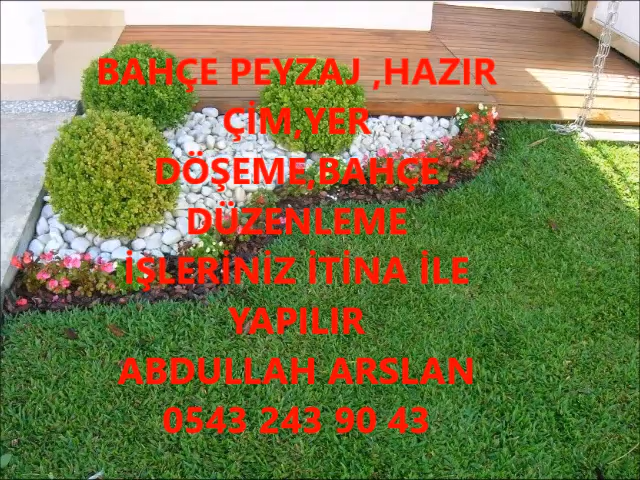 BAHÇE PEYZAJ ,HAZIR
ÇİM,YER
DÖŞEME,BAHÇE
DÜZENLEME
İŞLERİNİZ İTİNA İLE
YAPILIR
ABDULLAH ARSLAN
0543 243 90 43